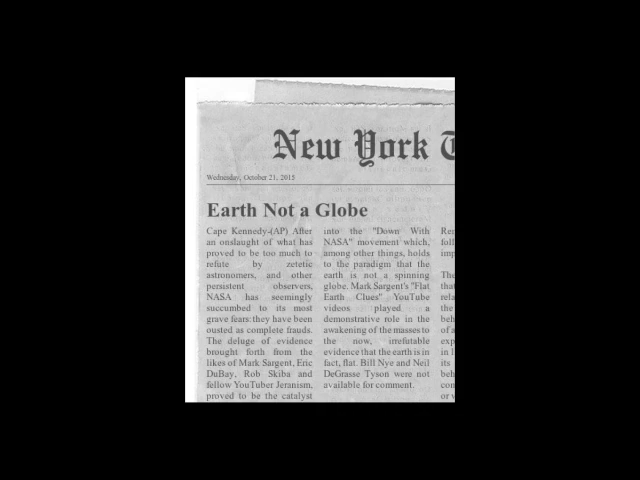 New York T
Wednesday, October 21, 2015
Earth Not a Globe
Cape Kennedy-(AP) After
an onslaught of what has
proved to be too much to
refute by zetetic
astronomers, and other
persistent observers,
NASA has seemingly
succumbed to its most
grave fears: they have been
ousted as complete frauds.
The deluge of evidence
brought forth from the
likes of Mark Sargent, Eric
DuBay, Rob Skiba and
fellow YouTuber Jeranism,
proved to be the catalyst
into the "Down With
NASA" movement which,
among other things, holds
to the paradigm that the
earth is not a spinning
globe. Mark Sargent's "Flat
Earth Clues" YouTube
videos played a
demonstrative role in the
awakening of the masses to
the now, irrefutable
evidence that the earth is in
fact, flat. Bill Nye and Neil
DeGrasse Tyson were not
available for comment.